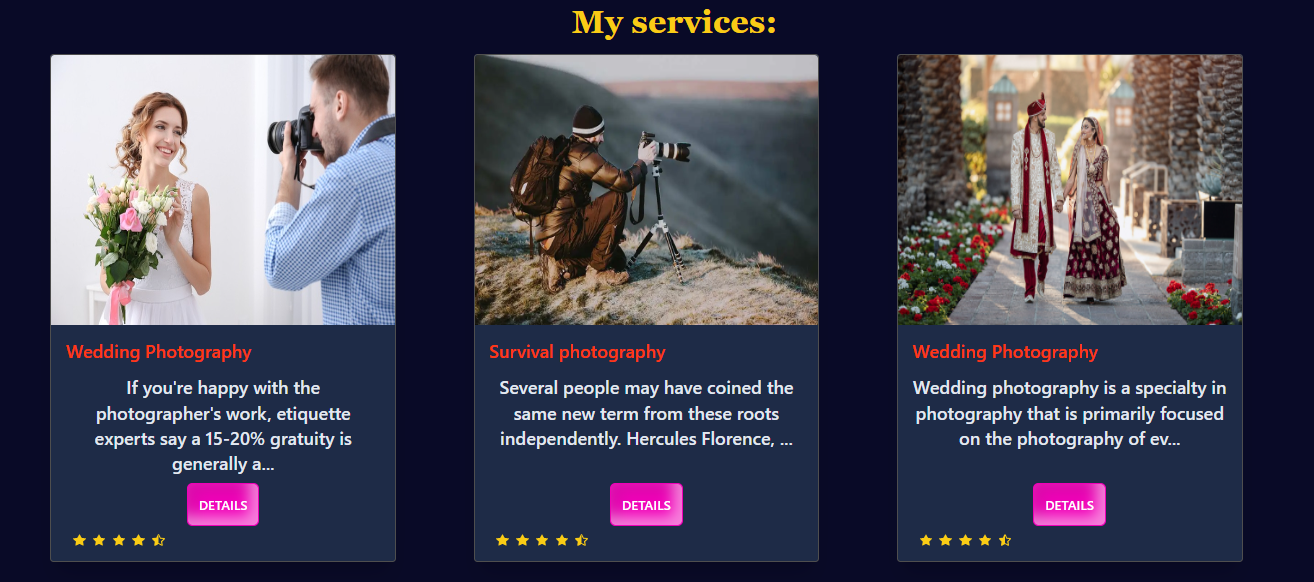 My services:
Wedding Photography
If you're happy with the
photographer's work, etiquette
experts say a 15-20% gratuity is
generally a...
DETAILS
Survival photography
Several people may have coined the
same new term from these roots
independently. Hercules Florence, ...
DETAILS
Wedding Photography
Wedding photography is a specialty in
photography that is primarily focused
on the photography of ev...
DETAILS